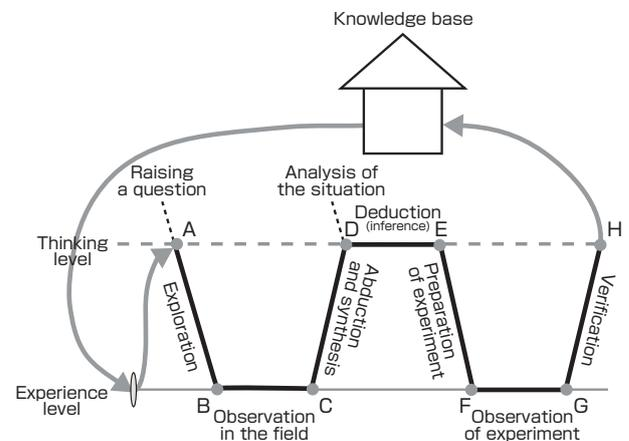 Knowledge base
Raising
a question
Analysis of
the situation
Deduction
(inference)
A
D
E
H
Thinking
level
Exploration
Abduction
and synthesis
Preparation
of experiment
Verification
Experience
level
B
C
F
G
Observation
in the field
Observation
of experiment